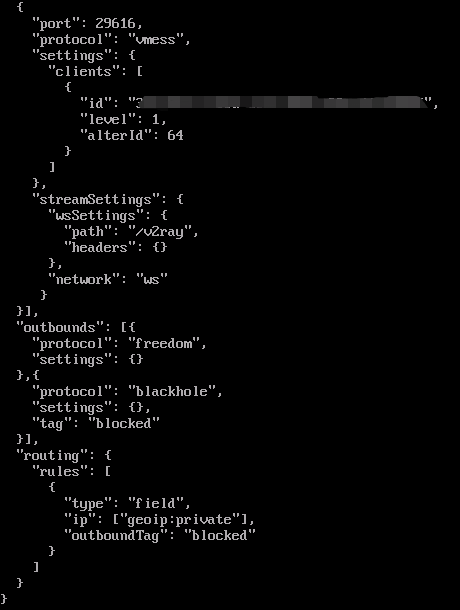 {
"port": 29616,
"protocol": "vmess",
"settings": {
"clients": [
{
"id": "3",
"level": 1,
"alterId": 64
}
]
},
"streamSettings": {
"wsSettings": {
"path": "/v2ray",
"headers": {}
},
"network": "ws"
}
}],
"outbounds": [{
"protocol": "freedom",
"settings": {}
},{
"protocol": "blackhole",
"settings": {},
"tag": "blocked"
}],
"routing": {
"rules": [
{
"type": "field",
"ip": ["geoip:private"],
"outboundTag": "blocked"
}
]
}
}